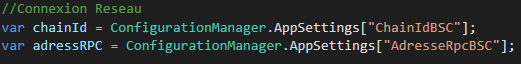 //Connexion Reseau
var chainId = ConfigurationManager.AppSettings["ChainIdBSC"];
var adressRPC = ConfigurationManager.AppSettings["AdresseRpcBSC"];